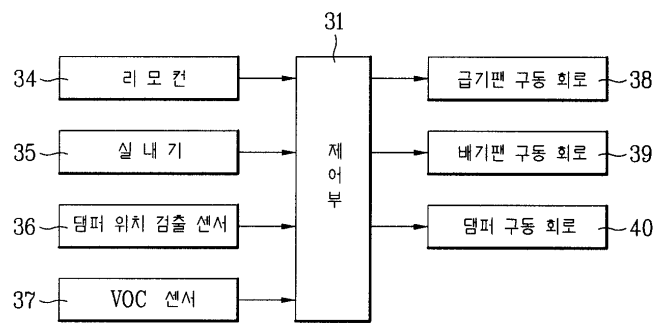 31
34 리 모 컨
35 실 내 기
36 댐퍼 위치 검출 센서
37 VOC 센서
제어부
급기팬 구동 회로 38
배기팬 구동 회로 39
댐퍼 구동 회로 40